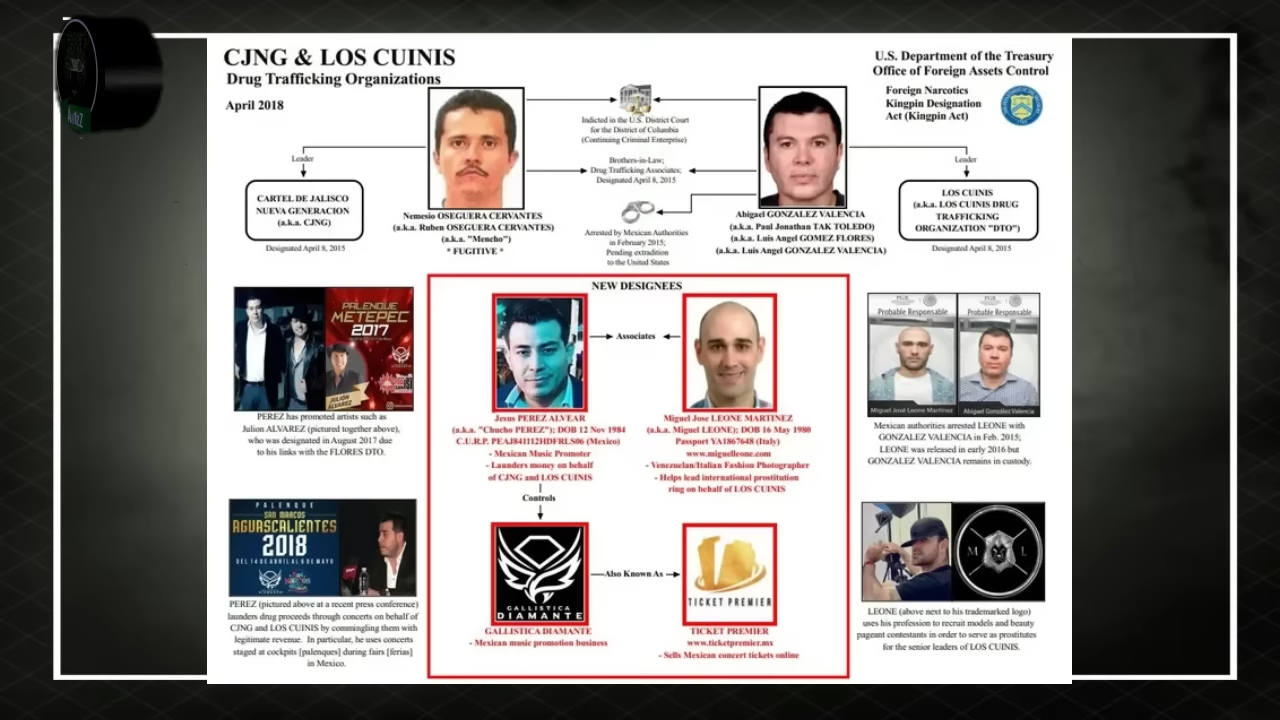 CJNG & LOS CUINIS
Drug Trafficking Organizations
April 2018
U.S. Department of the Treasury
Office of Foreign Assets Control
Foreign Narcotics
Kingpin Designation
Act (Kingpin Act)
Leader
CARTEL DE JALISCO
NUEVA GENERACION
(a.k.a. CJNG)
Designated April 8, 2015
Nemesio OSEGUERA CERVANTES
(a.k.a. Ruben OSEGUERA CERVANTES)
(a.k.a. "Mencho")
* FUGITIVE *
Indicted in the U.S. District Court
for the District of Columbia
(Continuing Criminal Enterprise)
Brothers-in-Law;
Drug Trafficking Associates;
Designated April 8, 2015
Arrested by Mexican Authorities
in February 2015;
Pending extradition
to the United States
Abigael GONZALEZ VALENCIA
(a.k.a. Paul Jonathan TAK TOLEDO)
(a.k.a. Luis Angel GOMEZ FLORES)
(a.k.a. Luis Angel GONZALEZ VALENCIA)
Leader
LOS CUINIS
(a.k.a. LOS CUINIS DRUG
TRAFFICKING
ORGANIZATION "DTO")
Designated April 8, 2015
PALENQUE
METEPEC
2017
JULIÓN
ÁLVAREZ
PEREZ has promoted artists such as
Julion ALVAREZ (pictured together above),
who was designated in August 2017 due
to his links with the FLORES DTO.
PALENQUE
SAN MARCOS
AGUASCALIENTES
2018
DEL 14 DE ABRIL AL 6 DE MAYO
PEREZ (pictured above at a recent press conference)
launders drug proceeds through concerts on behalf of
CJNG and LOS CUINIS by commingling them with
legitimate revenue. In particular, he uses concerts
staged at cockpits [palenques] during fairs [ferias]
in Mexico.
NEW DESIGNEES
Associates
Jesus PEREZ ALVEAR
(a.k.a. "Chucho PEREZ"); DOB 12 Nov 1984
C.U.R.P. PEAJ841112HDFRLS06 (Mexico)
- Mexican Music Promoter
- Launders money on behalf
of CJNG and LOS CUINIS
Miguel Jose LEONE MARTINEZ
(a.k.a. Miguel LEONE); DOB 16 May 1980
Passport YA1867648 (Italy)
www.miguelleone.com
- Venezuelan/Italian Fashion Photographer
- Helps lead international prostitution
ring on behalf of LOS CUINIS
Controls
GALLISTICA
DIAMANTE
Also Known As
TICKET PREMIER
GALLISTICA DIAMANTE
- Mexican music promotion business
TICKET PREMIER
www.ticketpremier.mx
- Sells Mexican concert tickets online
PGR
Probable Responsable
Miguel José Leone Martínez
PGR
Probable Responsable
Abigael González Valencia
Mexican authorities arrested LEONE with
GONZALEZ VALENCIA in Feb. 2015;
LEONE was released in early 2016 but
GONZALEZ VALENCIA remains in custody.
M L
LEONE (above next to his trademarked logo)
uses his profession to recruit models and beauty
pageant contestants in order to serve as prostitutes
for the senior leaders of LOS CUINIS.